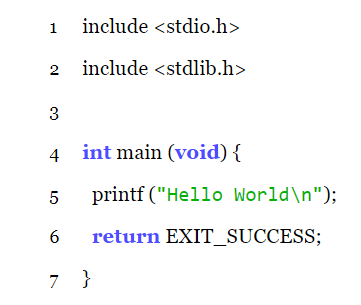 1 include <stdio.h>
2 include <stdlib.h>
3
4 int main (void) {
5 printf ("Hello World\n");
6 return EXIT_SUCCESS;
7 }